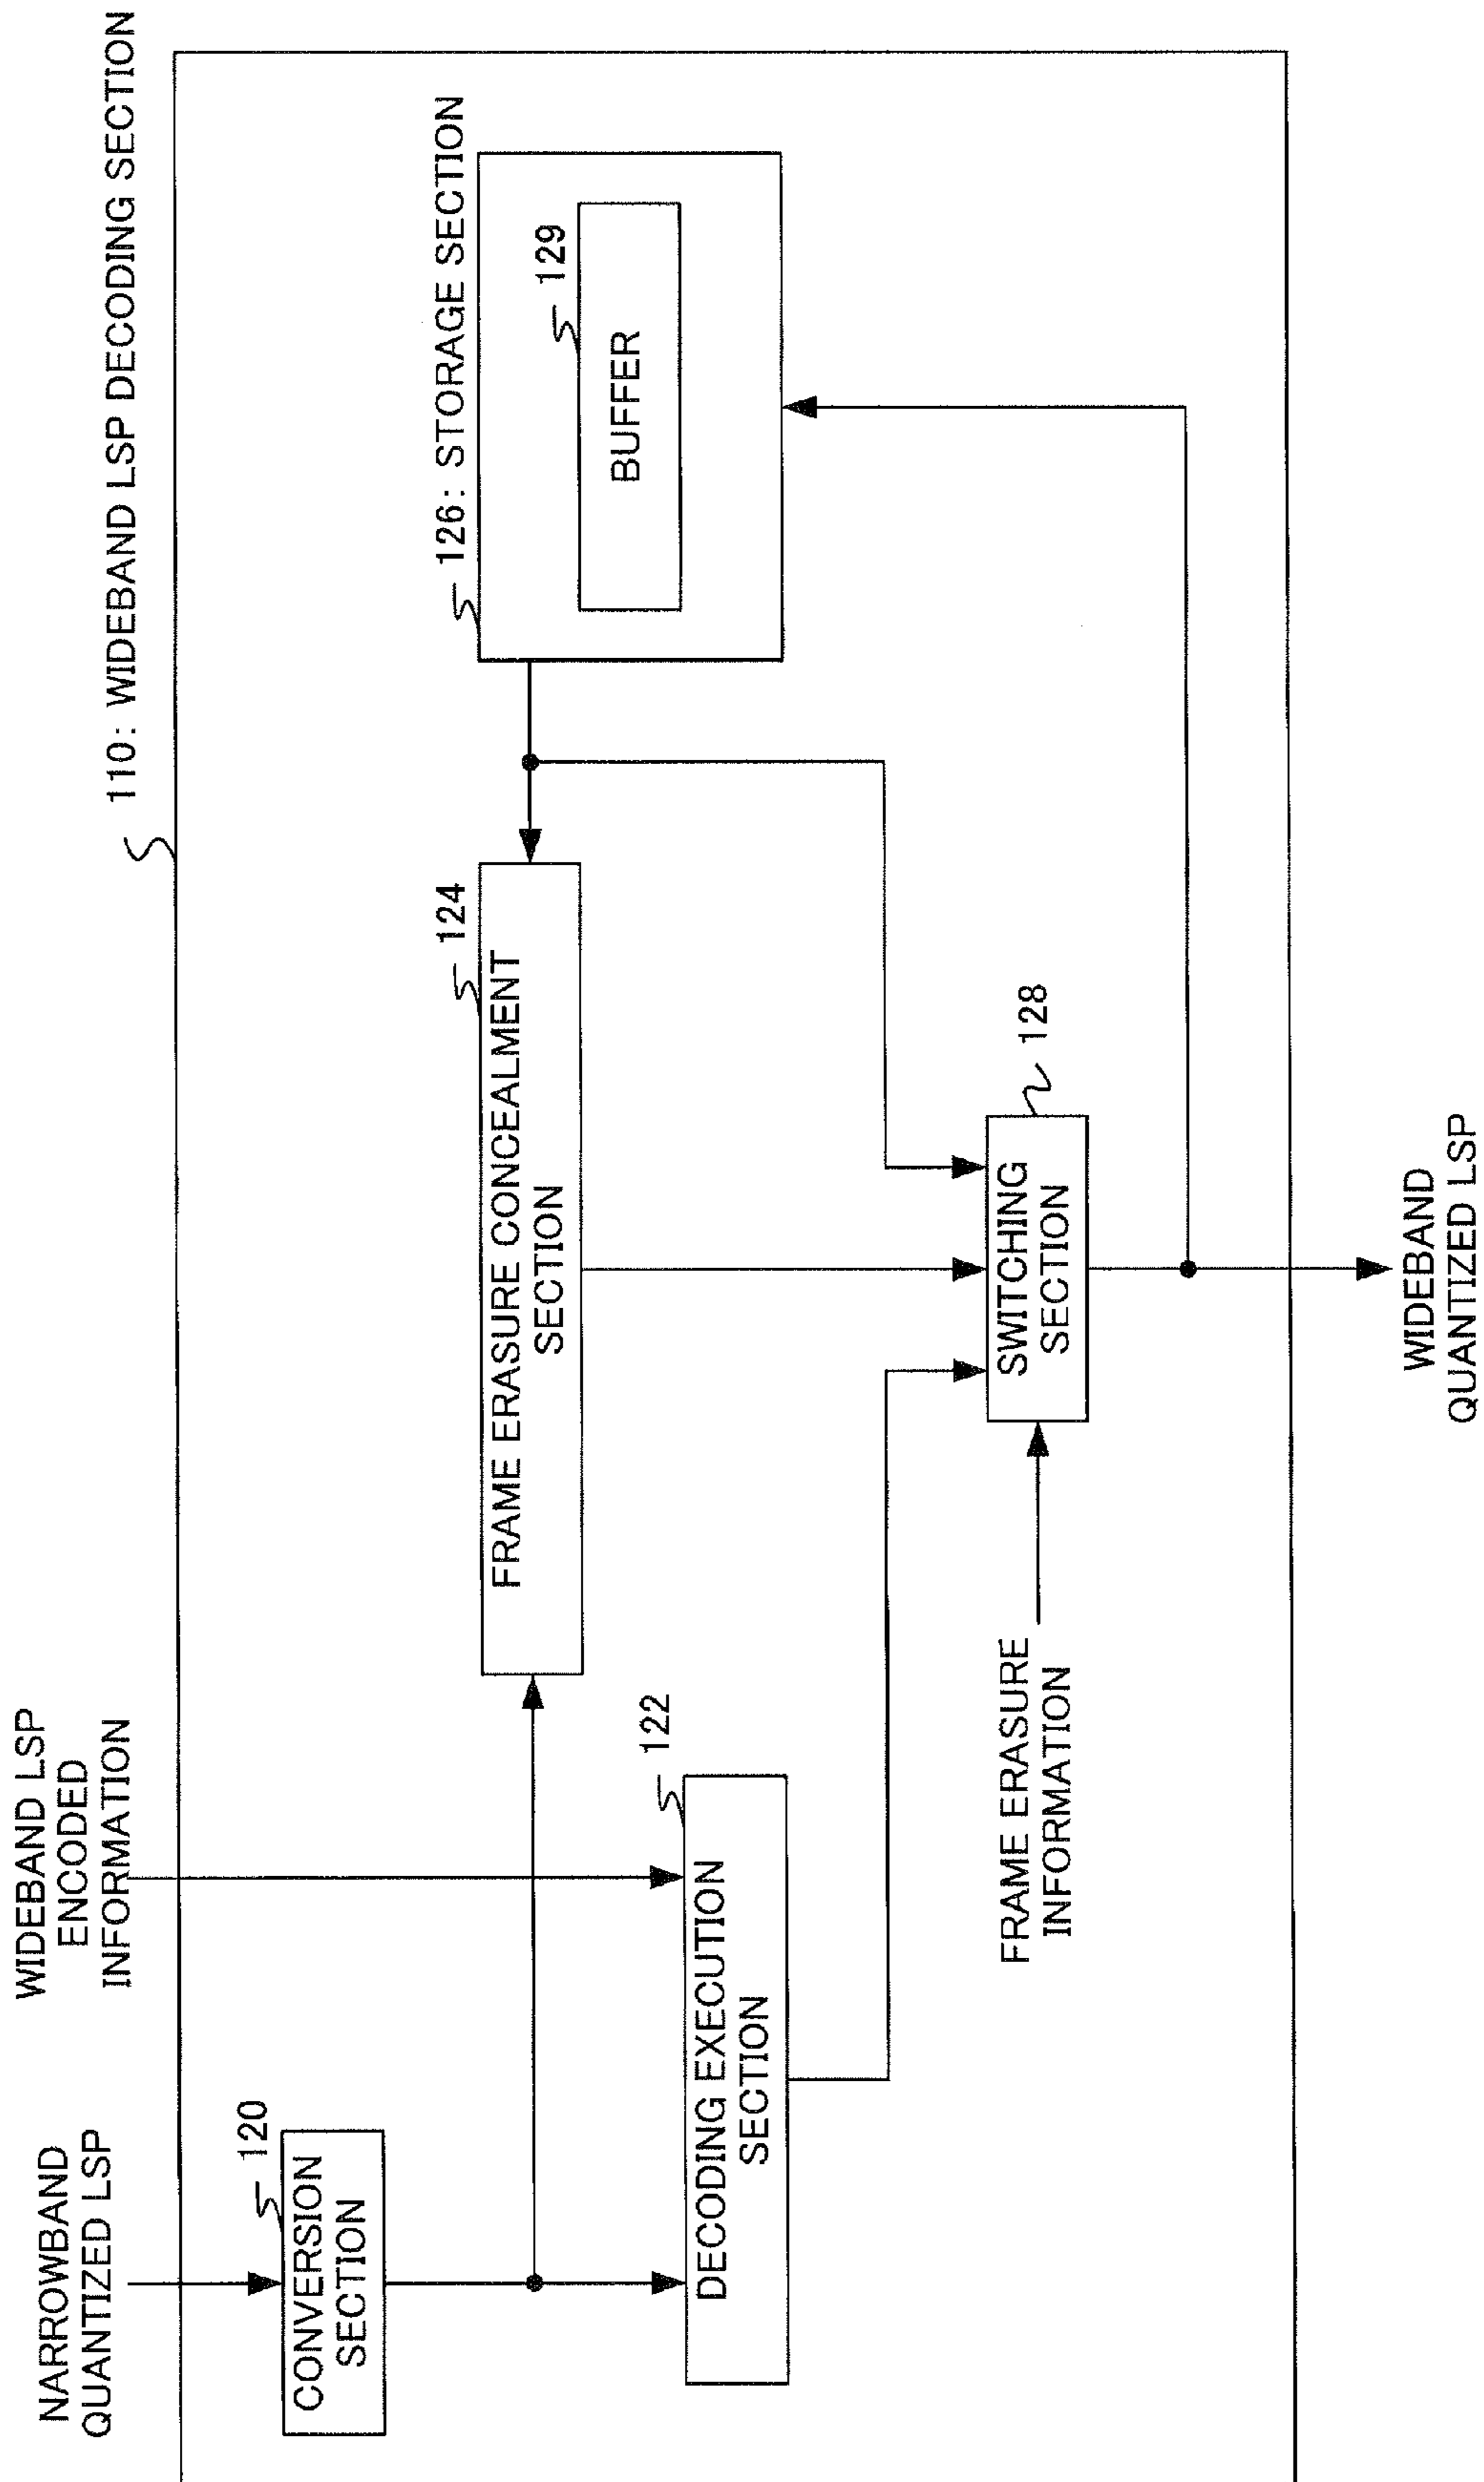 110: WIDEBAND LSP DECODING SECTION
NARROWBAND
QUANTIZED LSP
WIDEBAND LSP
ENCODED
INFORMATION
120
CONVERSION
SECTION
124
FRAME ERASURE CONCEALMENT
SECTION
126: STORAGE SECTION
129
BUFFER
122
DECODING EXECUTION
SECTION
FRAME ERASURE
INFORMATION
SWITCHING
SECTION
128
WIDEBAND
QUANTIZED LSP